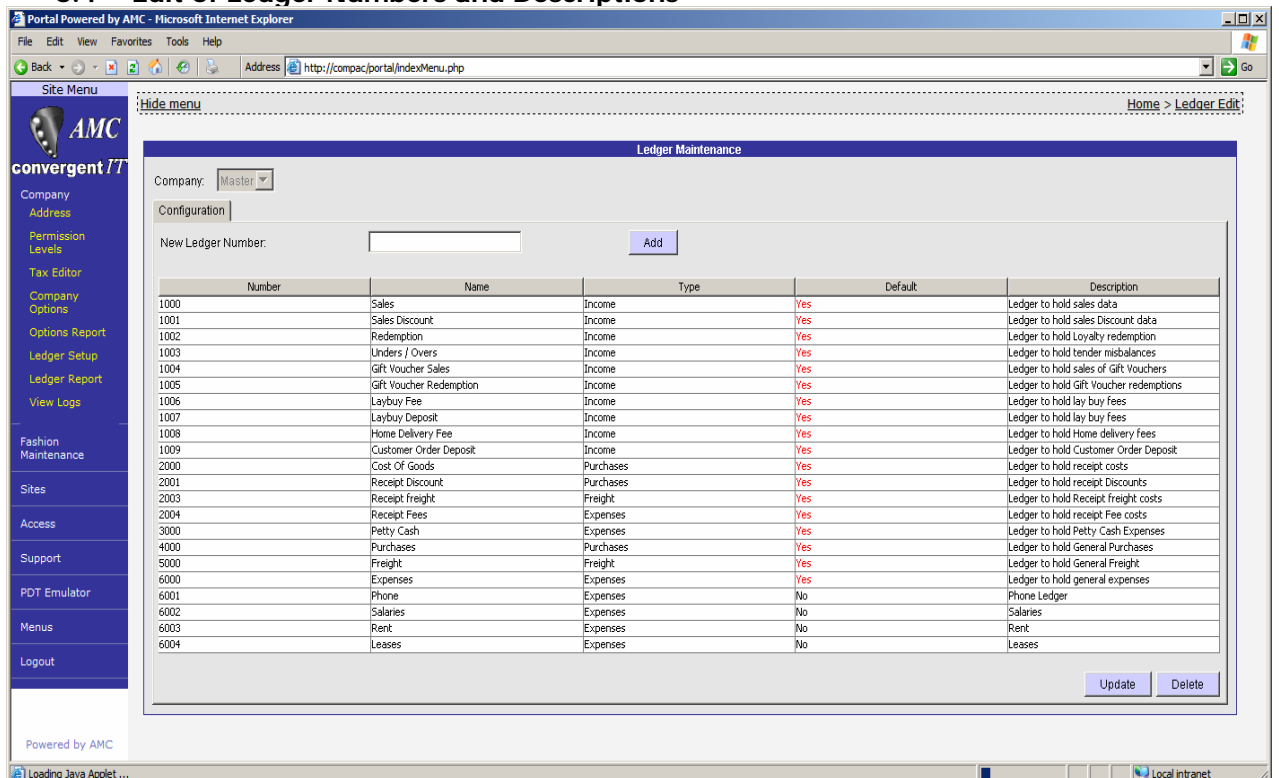 Edit of Ledger Numbers and Descriptions
Portal Powered by AMC - Microsoft Internet Explorer
File Edit View Favorites Tools Help
Back Address http://compac/portal/indexMenu.php Go
Site Menu
Hide menu Home > Ledger Edit
AMC
convergent IT
Company
Address
Permission
Levels
Tax Editor
Company
Options
Options Report
Ledger Setup
Ledger Report
View Logs
Fashion
Maintenance
Sites
Access
Support
PDT Emulator
Menus
Logout
Powered by AMC
Ledger Maintenance
Company: Master
Configuration
New Ledger Number: Add
Number Name Type Default Description
1000 Sales Income Yes Ledger to hold sales data
1001 Sales Discount Income Yes Ledger to hold sales Discount data
1002 Redemption Income Yes Ledger to hold Loyalty redemption
1003 Unders / Overs Income Yes Ledger to hold tender misbalances
1004 Gift Voucher Sales Income Yes Ledger to hold sales of Gift Vouchers
1005 Gift Voucher Redemption Income Yes Ledger to hold Gift Voucher redemptions
1006 Laybuy Fee Income Yes Ledger to hold lay buy fees
1007 Laybuy Deposit Income Yes Ledger to hold lay buy fees
1008 Home Delivery Fee Income Yes Ledger to hold Home delivery fees
1009 Customer Order Deposit Income Yes Ledger to hold Customer Order Deposit
2000 Cost Of Goods Purchases Yes Ledger to hold receipt costs
2001 Receipt Discount Purchases Yes Ledger to hold receipt Discounts
2003 Receipt freight Freight Yes Ledger to hold Receipt freight costs
2004 Receipt Fees Expenses Yes Ledger to hold receipt Fee costs
3000 Petty Cash Expenses Yes Ledger to hold Petty Cash Expenses
4000 Purchases Purchases Yes Ledger to hold General Purchases
5000 Freight Freight Yes Ledger to hold General Freight
6000 Expenses Expenses Yes Ledger to hold general expenses
6001 Phone Expenses No Phone Ledger
6002 Salaries Expenses No Salaries
6003 Rent Expenses No Rent
6004 Leases Expenses No Leases
Update Delete
Loading Java Applet ... Local intranet